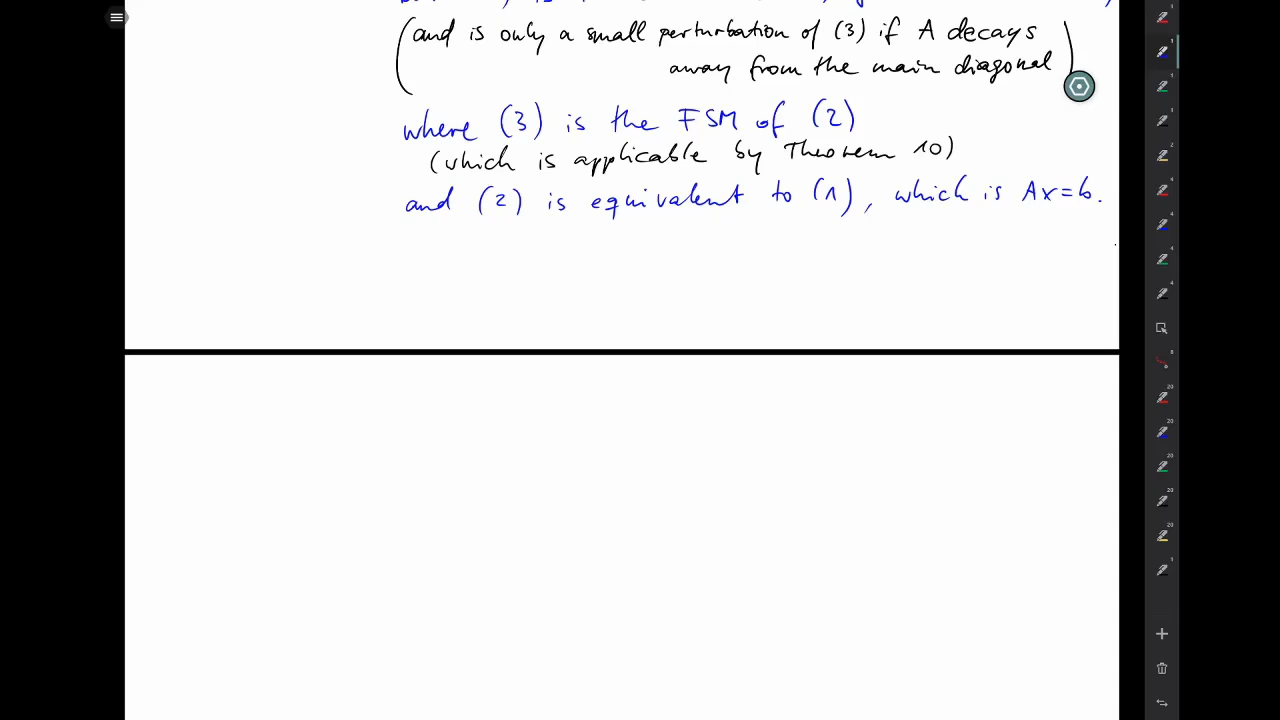 (and is only a small perturbation of (3) if A decays
away from the main diagonal)
where (3) is the FSM of (2)
(which is applicable by Theorem 10)
and (2) is equivalent to (1), which is Ax=b.